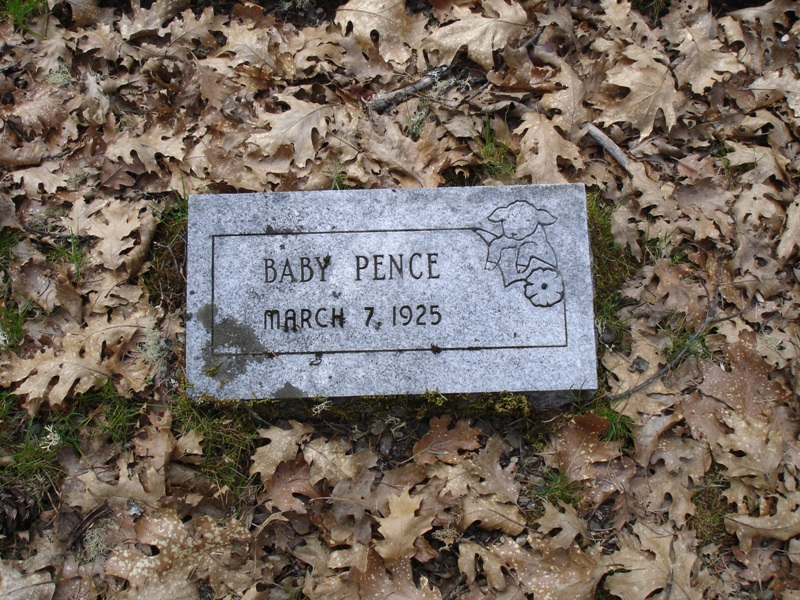 BABY PENCE
MARCH 7, 1925